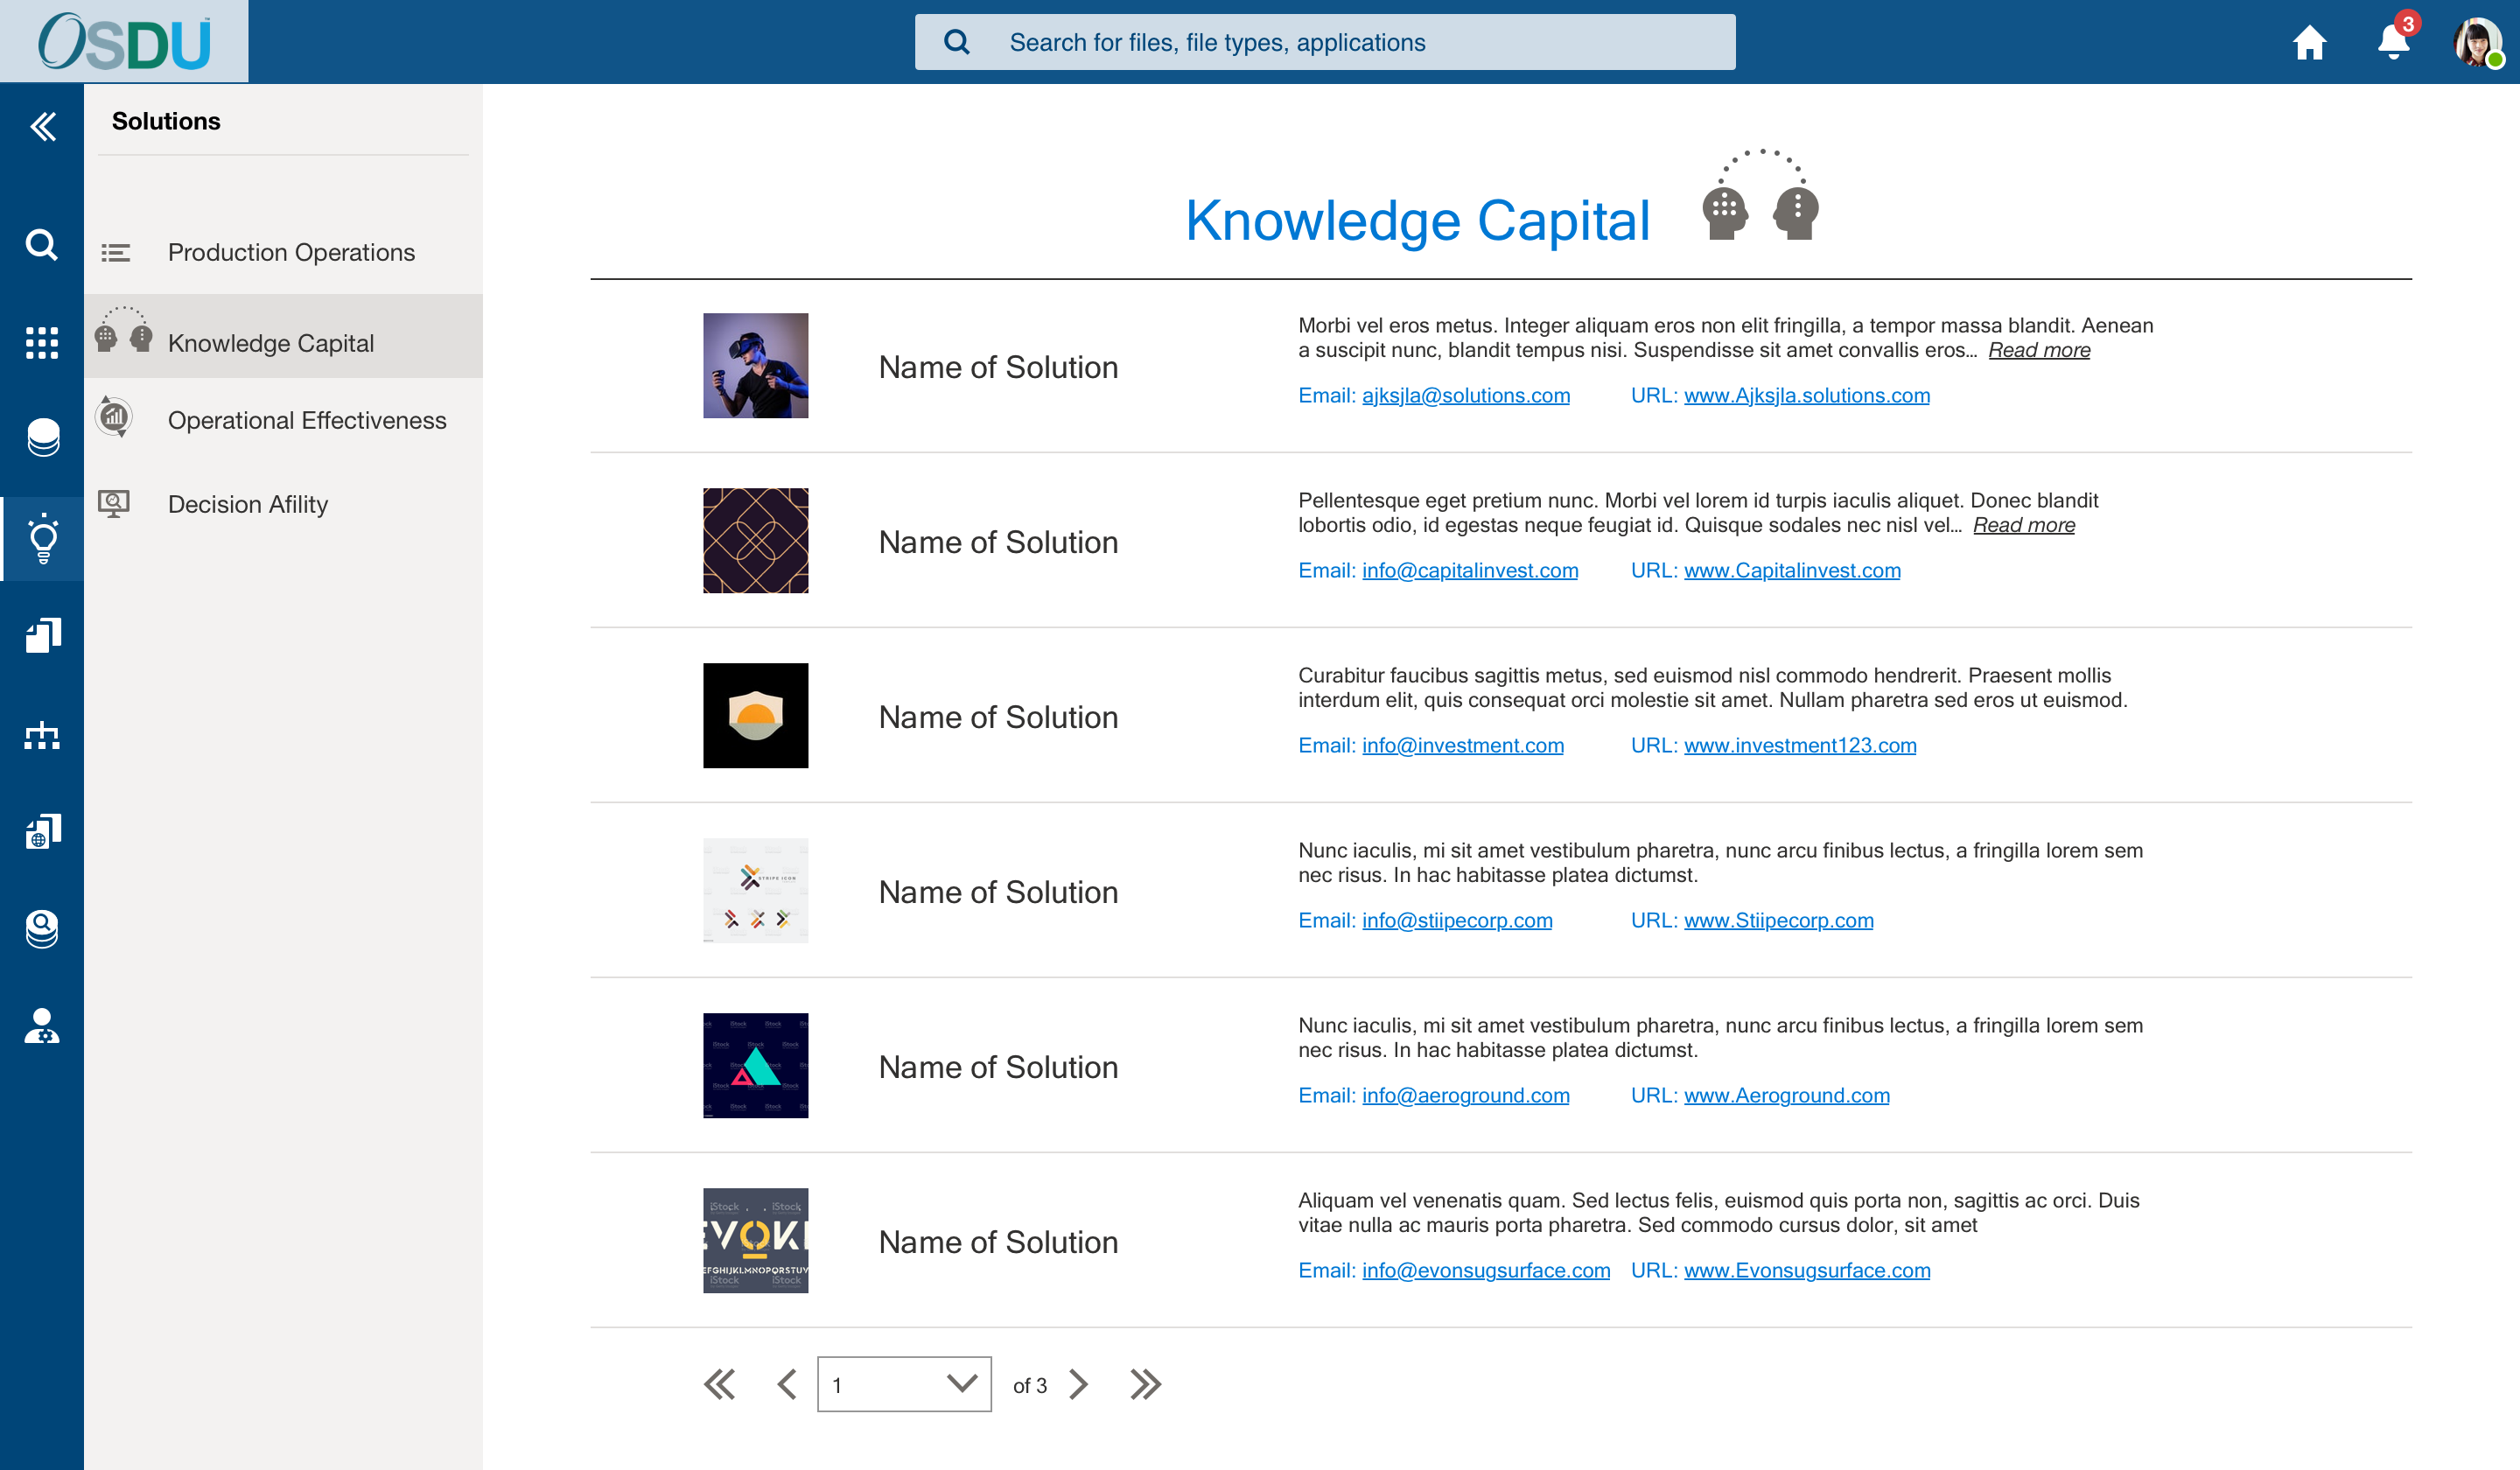 OSDU™
Search for files, file types, applications
3
Solutions
Production Operations
Knowledge Capital
Operational Effectiveness
Decision Afility
Knowledge Capital
Name of Solution
Morbi vel eros metus. Integer aliquam eros non elit fringilla, a tempor massa blandit. Aenean
a suscipit nunc, blandit tempus nisi. Suspendisse sit amet convallis eros... Read more
Email: ajksjla@solutions.com URL: www.Ajksjla.solutions.com
Name of Solution
Pellentesque eget pretium nunc. Morbi vel lorem id turpis iaculis aliquet. Donec blandit
lobortis odio, id egestas neque feugiat id. Quisque sodales nec nisl vel... Read more
Email: info@capitalinvest.com URL: www.Capitalinvest.com
Name of Solution
Curabitur faucibus sagittis metus, sed euismod nisl commodo hendrerit. Praesent mollis
interdum elit, quis consequat orci molestie sit amet. Nullam pharetra sed eros ut euismod.
Email: info@investment.com URL: www.investment123.com
STRIPE ICON
Name of Solution
Nunc iaculis, mi sit amet vestibulum pharetra, nunc arcu finibus lectus, a fringilla lorem sem
nec risus. In hac habitasse platea dictumst.
Email: info@stiipecorp.com URL: www.Stiipecorp.com
iStock
Name of Solution
Nunc iaculis, mi sit amet vestibulum pharetra, nunc arcu finibus lectus, a fringilla lorem sem
nec risus. In hac habitasse platea dictumst.
Email: info@aeroground.com URL: www.Aeroground.com
iStock iStock
EVOK
EFGHIJKLMNOPQRSTUV
iStock iStock
Name of Solution
Aliquam vel venenatis quam. Sed lectus felis, euismod quis porta non, sagittis ac orci. Duis
vitae nulla ac mauris porta pharetra. Sed commodo cursus dolor, sit amet
Email: info@evonsugsurface.com URL: www.Evonsugsurface.com
1 of 3